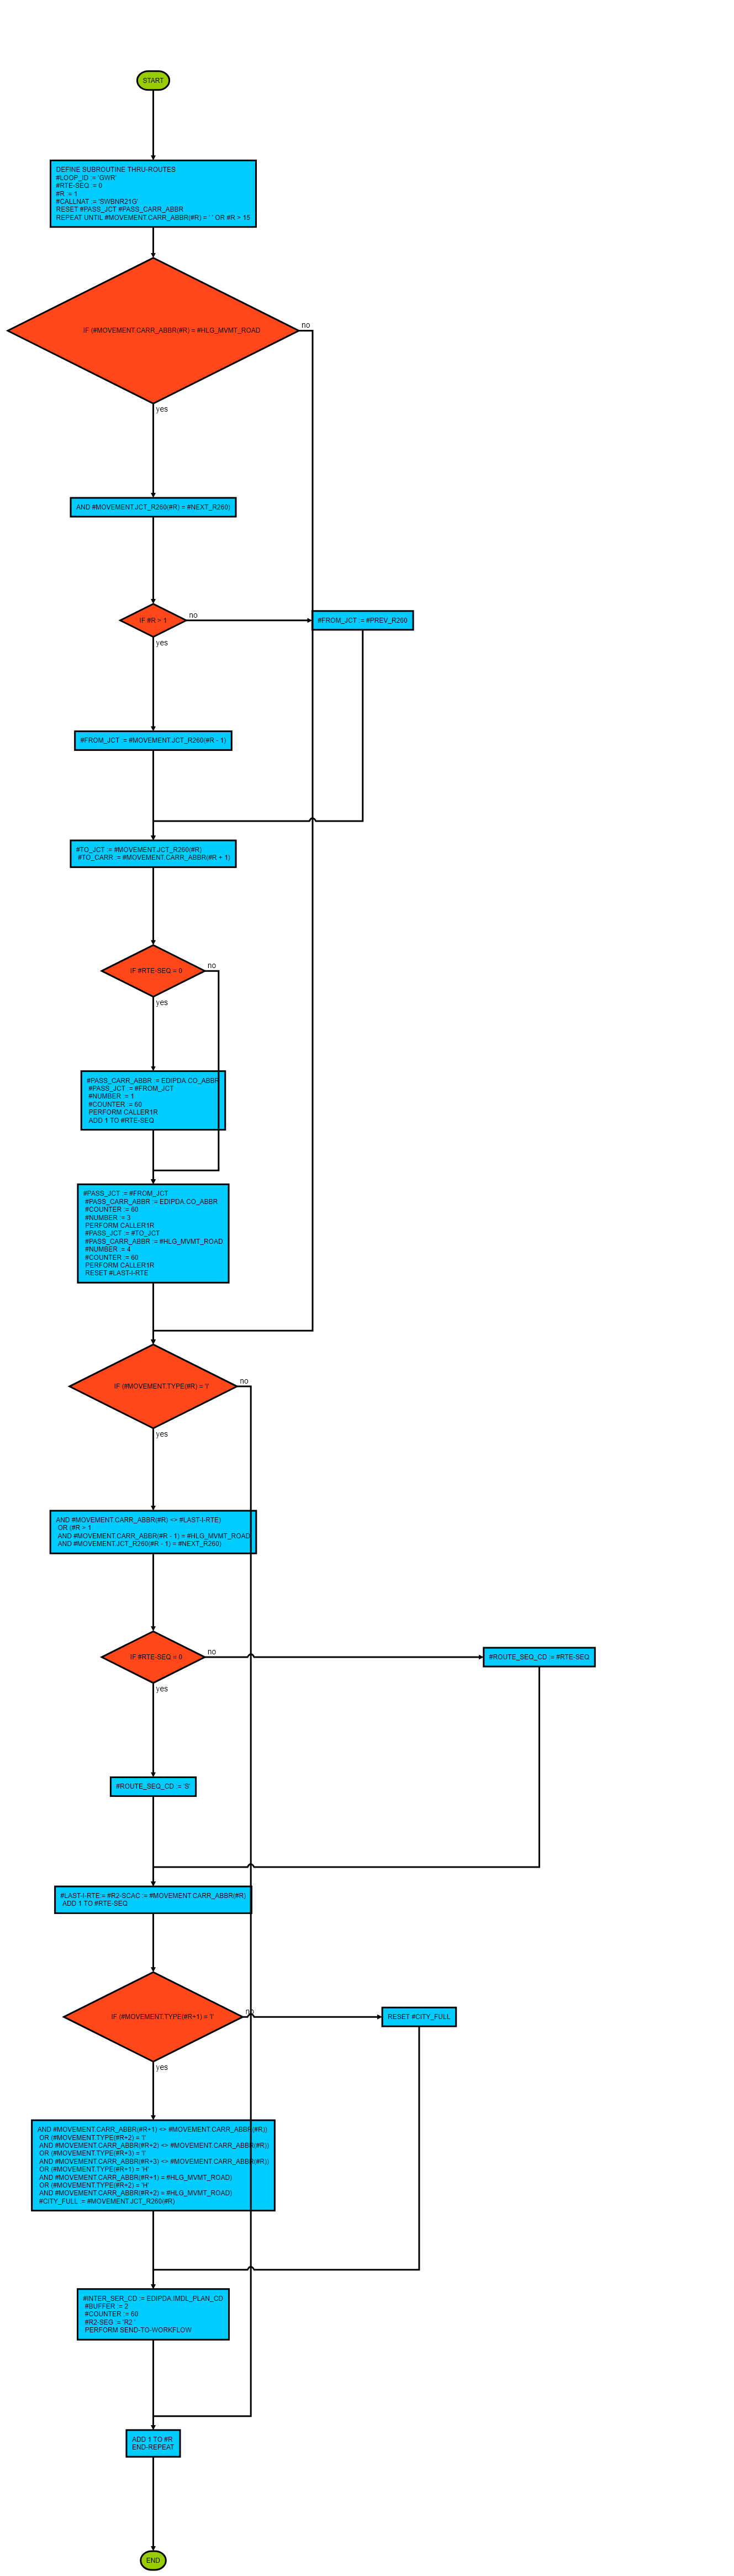 START
DEFINE SUBROUTINE THRU-ROUTES
#LOOP_ID := 'GWR'
#RTE-SEQ := 0
#R := 1
#CALLNAT := 'SWBNR21G'
RESET #PASS_JCT #PASS_CARR_ABBR
REPEAT UNTIL #MOVEMENT.CARR_ABBR(#R) = ' ' OR #R > 15
IF (#MOVEMENT.CARR_ABBR(#R) = #HLG_MVMT_ROAD
no
yes
AND #MOVEMENT.JCT_R260(#R) = #NEXT_R260)
IF #R > 1
no
#FROM_JCT := #PREV_R260
yes
#FROM_JCT := #MOVEMENT.JCT_R260(#R - 1)
#TO_JCT := #MOVEMENT.JCT_R260(#R)
#TO_CARR := #MOVEMENT.CARR_ABBR(#R + 1)
IF #RTE-SEQ = 0
no
yes
#PASS_CARR_ABBR := EDIPDA.CO_ABBR
#PASS_JCT := #FROM_JCT
#NUMBER := 1
#COUNTER := 60
PERFORM CALLER1R
ADD 1 TO #RTE-SEQ
#PASS_JCT := #FROM_JCT
#PASS_CARR_ABBR := EDIPDA.CO_ABBR
#COUNTER := 60
#NUMBER := 3
PERFORM CALLER1R
#PASS_JCT := #TO_JCT
#PASS_CARR_ABBR := #HLG_MVMT_ROAD
#NUMBER := 4
#COUNTER := 60
PERFORM CALLER1R
RESET #LAST-I-RTE
IF (#MOVEMENT.TYPE(#R) = 'I'
no
yes
AND #MOVEMENT.CARR_ABBR(#R) <> #LAST-I-RTE)
OR (#R > 1
AND #MOVEMENT.CARR_ABBR(#R - 1) = #HLG_MVMT_ROAD
AND #MOVEMENT.JCT_R260(#R - 1) = #NEXT_R260)
IF #RTE-SEQ = 0
no
#ROUTE_SEQ_CD := #RTE-SEQ
yes
#ROUTE_SEQ_CD := 'S'
#LAST-I-RTE:= #R2-SCAC := #MOVEMENT.CARR_ABBR(#R)
ADD 1 TO #RTE-SEQ
IF (#MOVEMENT.TYPE(#R+1) = 'I'
no
RESET #CITY_FULL
yes
AND #MOVEMENT.CARR_ABBR(#R+1) <> #MOVEMENT.CARR_ABBR(#R))
OR (#MOVEMENT.TYPE(#R+2) = 'I'
AND #MOVEMENT.CARR_ABBR(#R+2) <> #MOVEMENT.CARR_ABBR(#R))
OR (#MOVEMENT.TYPE(#R+3) = 'I'
AND #MOVEMENT.CARR_ABBR(#R+3) <> #MOVEMENT.CARR_ABBR(#R))
OR (#MOVEMENT.TYPE(#R+1) = 'H'
AND #MOVEMENT.CARR_ABBR(#R+1) = #HLG_MVMT_ROAD)
OR (#MOVEMENT.TYPE(#R+2) = 'H'
AND #MOVEMENT.CARR_ABBR(#R+2) = #HLG_MVMT_ROAD)
#CITY_FULL := #MOVEMENT.JCT_R260(#R)
#INTER_SER_CD := EDIPDA.IMDL_PLAN_CD
#BUFFER := 2
#COUNTER := 60
#R2-SEG := 'R2 '
PERFORM SEND-TO-WORKFLOW
ADD 1 TO #R
END-REPEAT
END